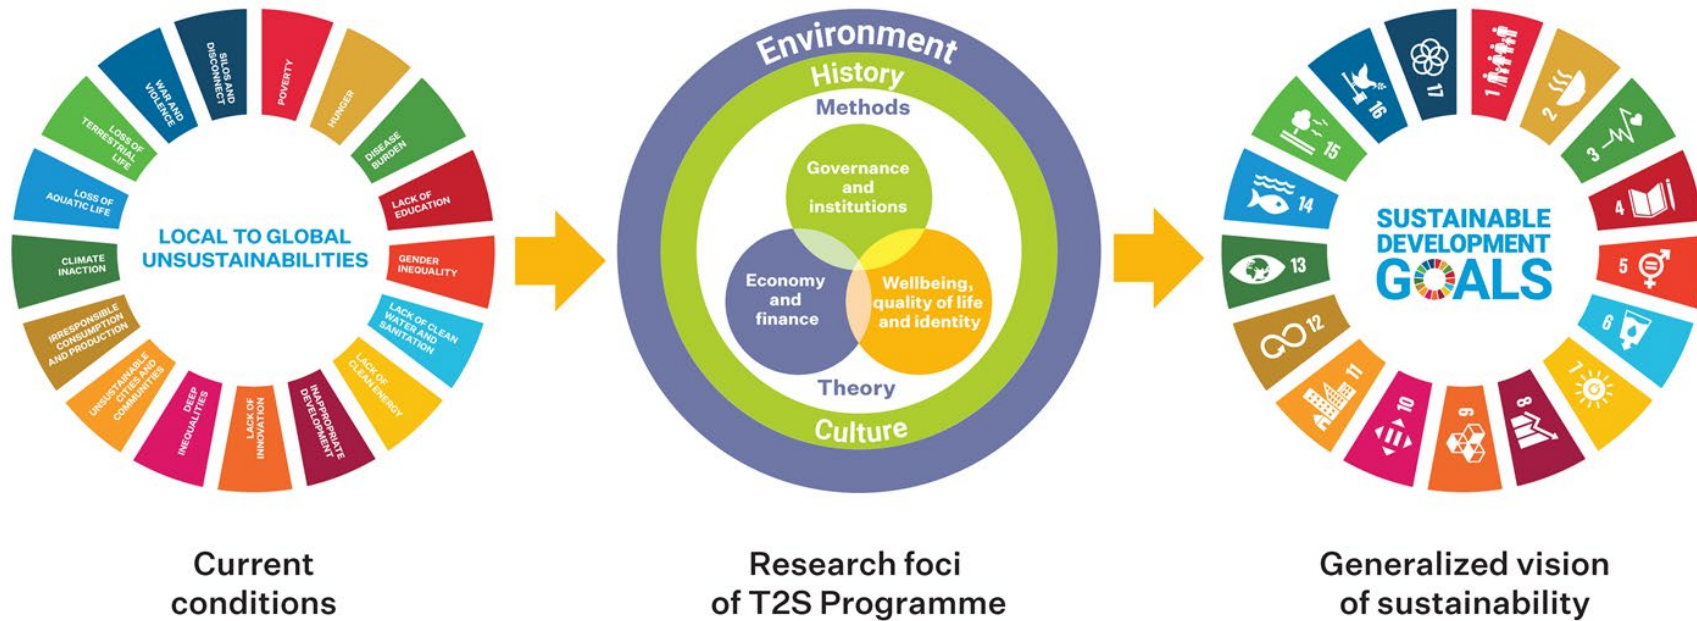 SILOS AND
DISCONNECT
POVERTY
HUNGER
DISEASE
BURDEN
LACK OF
EDUCATION
GENDER
INEQUALITY
LACK OF CLEAN
WATER AND
SANITATION
LACK OF
CLEAN ENERGY
INAPPROPRIATE
DEVELOPMENT
LACK OF
INNOVATION
DEEP
INEQUALITIES
UNSUSTAINABLE
CITIES AND
COMMUNITIES
IRRESPONSIBLE
CONSUMPTION
AND PRODUCTION
CLIMATE
INACTION
LOSS OF
AQUATIC LIFE
LOSS OF
TERRESTRIAL
LIFE
WAR AND
VIOLENCE
LOCAL TO GLOBAL
UNSUSTAINABILITIES
Current
conditions
Environment
History
Methods
Governance
and
institutions
Economy
and
finance
Wellbeing,
quality of life
and identity
Theory
Culture
Research foci
of T2S Programme
1
2
3
4
5
6
7
8
9
10
11
12
13
14
15
16
17
SUSTAINABLE
DEVELOPMENT
GOALS
Generalized vision
of sustainability